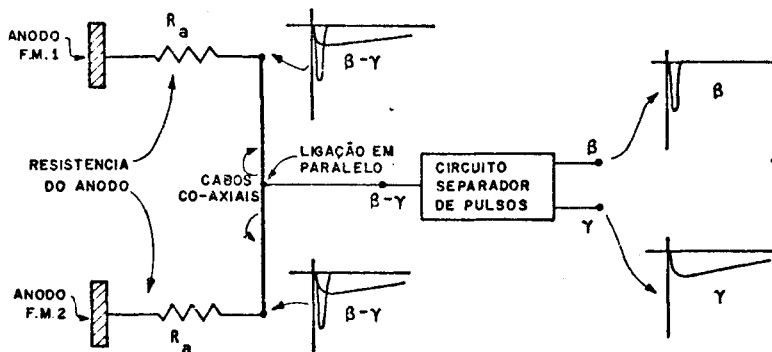 ANODO
F.M.1
R a
β-γ
β
RESISTENCIA
DO ANODO
CABOS
CO-AXIAIS
LIGAÇÃO EM
PARALELO
β-γ
CIRCUITO
SEPARADOR
DE PULSOS
β
γ
ANODO
F.M.2
R a
β-γ
γ